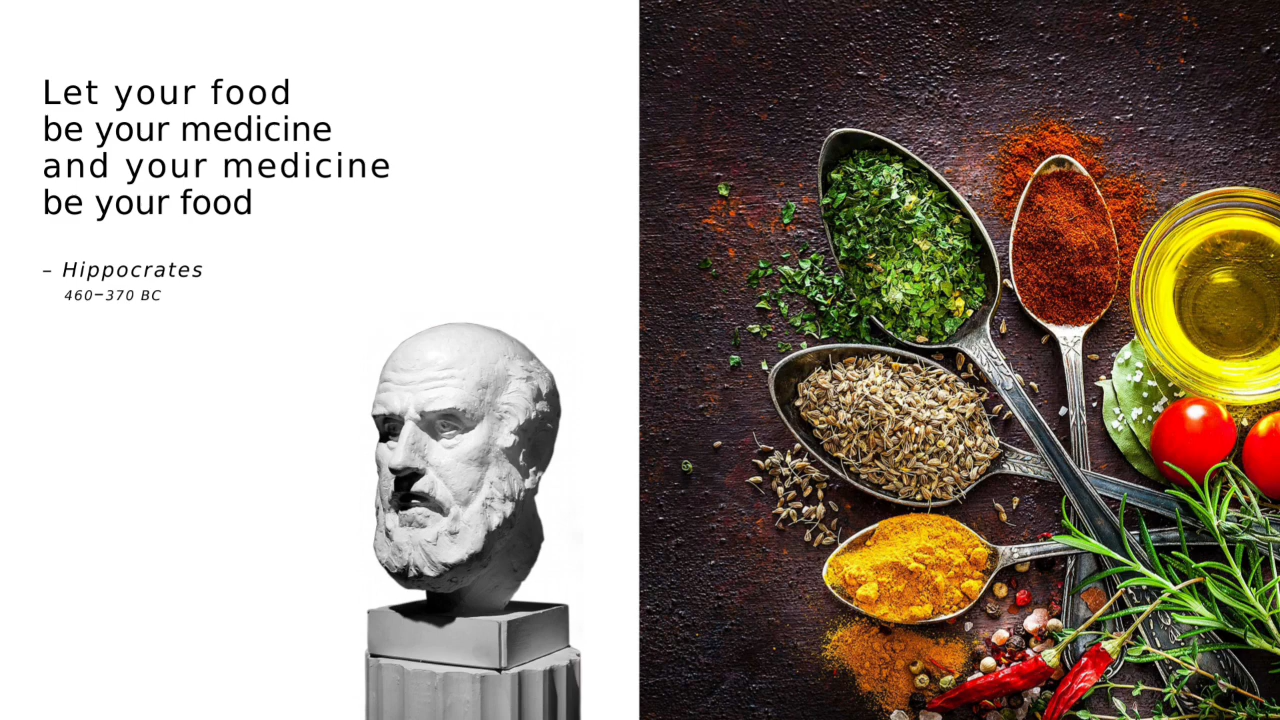 Let your food
be your medicine
and your medicine
be your food
– Hippocrates
460–370 BC